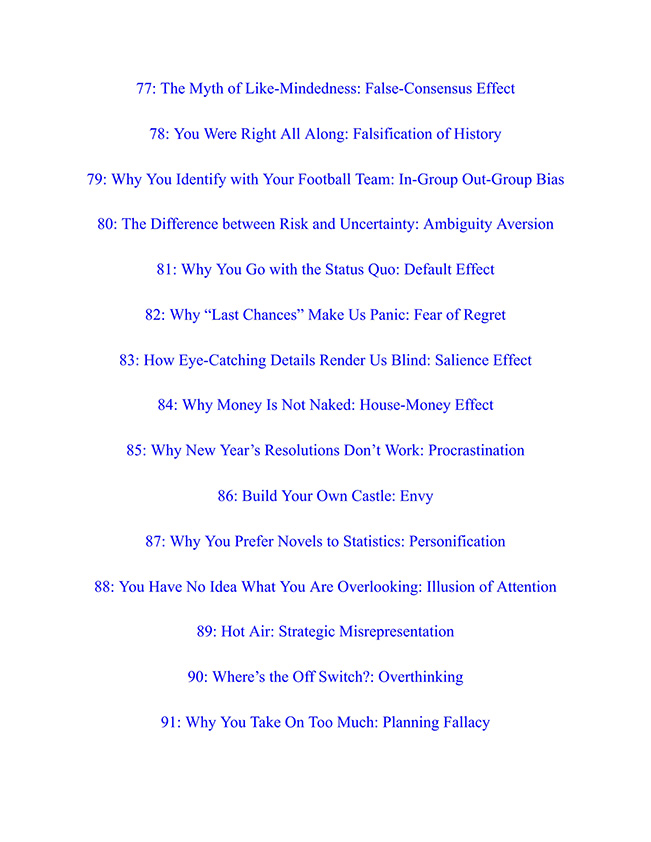 77: The Myth of Like-Mindedness: False-Consensus Effect
78: You Were Right All Along: Falsification of History
79: Why You Identify with Your Football Team: In-Group Out-Group Bias
80: The Difference between Risk and Uncertainty: Ambiguity Aversion
81: Why You Go with the Status Quo: Default Effect
82: Why “Last Chances” Make Us Panic: Fear of Regret
83: How Eye-Catching Details Render Us Blind: Salience Effect
84: Why Money Is Not Naked: House-Money Effect
85: Why New Year’s Resolutions Don’t Work: Procrastination
86: Build Your Own Castle: Envy
87: Why You Prefer Novels to Statistics: Personification
88: You Have No Idea What You Are Overlooking: Illusion of Attention
89: Hot Air: Strategic Misrepresentation
90: Where’s the Off Switch?: Overthinking
91: Why You Take On Too Much: Planning Fallacy